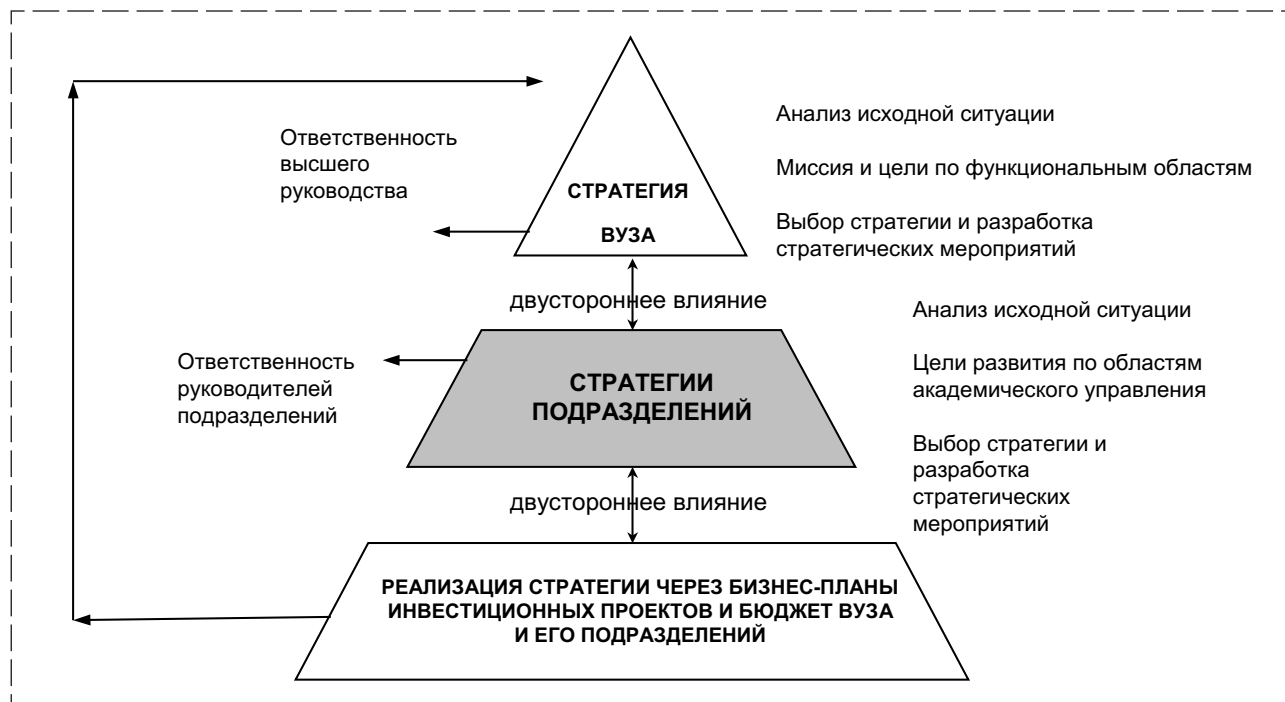 Ответственность
высшего
руководства
СТРАТЕГИЯ
ВУЗА
Анализ исходной ситуации
Миссия и цели по функциональным областям
Выбор стратегии и разработка
стратегических мероприятий
двустороннее влияние
Ответственность
руководителей
подразделений
СТРАТЕГИИ
ПОДРАЗДЕЛЕНИЙ
Анализ исходной ситуации
Цели развития по областям
академического управления
Выбор стратегии и
разработка
стратегических
мероприятий
двустороннее влияние
РЕАЛИЗАЦИЯ СТРАТЕГИИ ЧЕРЕЗ БИЗНЕС-ПЛАНЫ
ИНВЕСТИЦИОННЫХ ПРОЕКТОВ И БЮДЖЕТ ВУЗА
И ЕГО ПОДРАЗДЕЛЕНИЙ